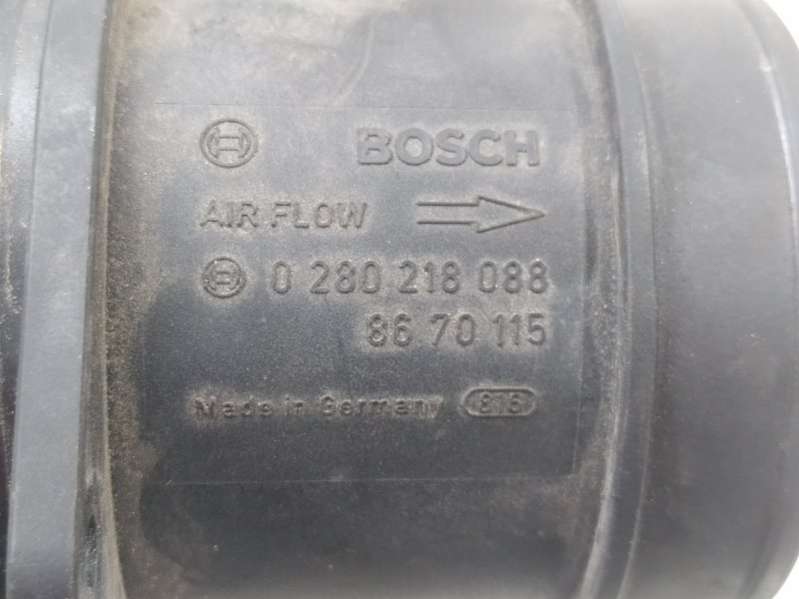 BOSCH
AIR FLOW
0 280 218 088
86 70 115
Made in Germany 816